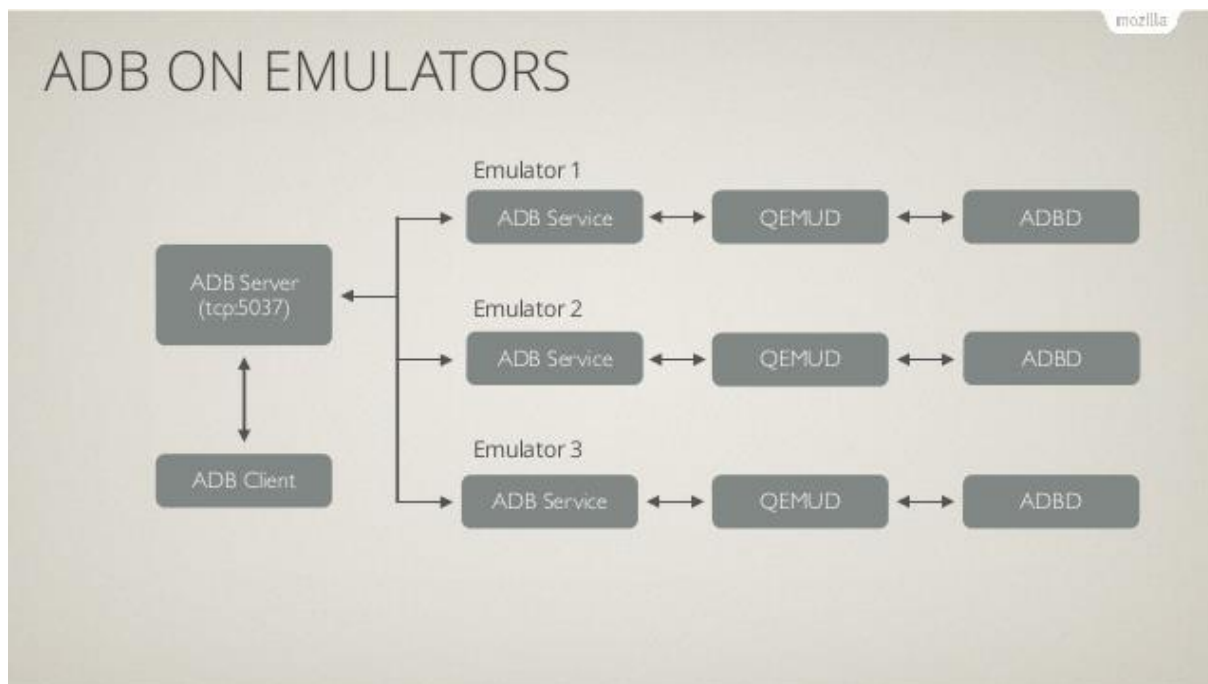 mozilla
ADB ON EMULATORS
Emulator 1
ADB Service
QEMUD
ADBD
ADB Server
(tcp:5037)
Emulator 2
ADB Service
QEMUD
ADBD
Emulator 3
ADB Client
ADB Service
QEMUD
ADBD